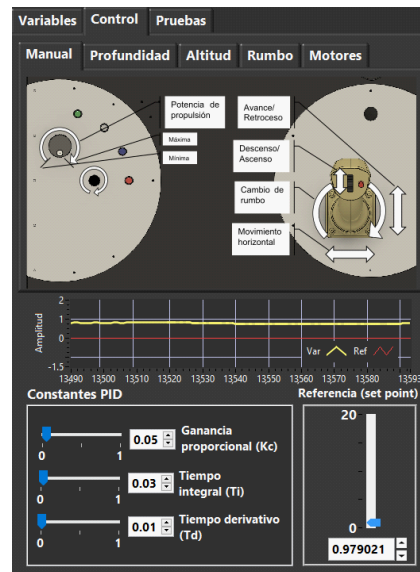 Variables Control Pruebas
Manual Profundidad Altitud Rumbo Motores
Potencia de
propulsión
Máxima
Mínima
Avance/
Retroceso
Descenso/
Ascenso
Cambio de
rumbo
Movimiento
horizontal
Amplitud
2
1
0
-1
-1.5
Var Ref
13490 13500 13510 13520 13530 13540 13550 13560 13570 13580 13593
Constantes PID
0.05 Ganancia
proporcional (Kc)
0 1
0.03 Tiempo
integral (Ti)
0 1
0.01 Tiempo derivativo
(Td)
0 1
Referencia (set point)
20
0
0.979021